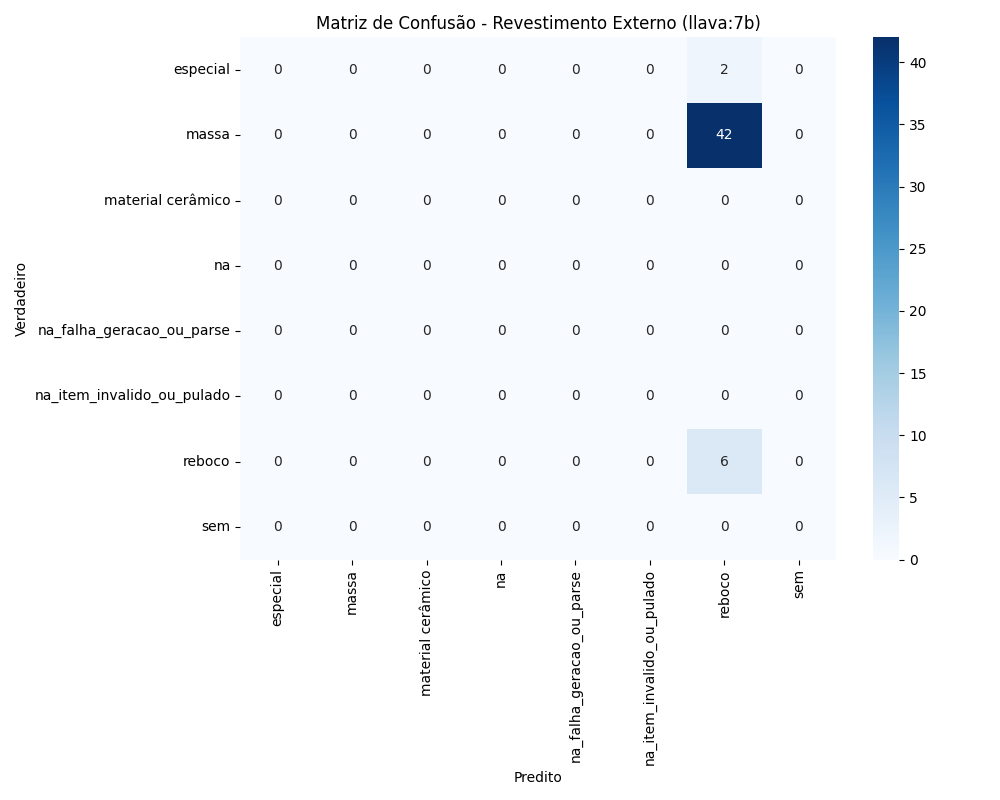 Matriz de Confusão - Revestimento Externo (llava:7b)
Verdadeiro
especial 0 0 0 0 0 0 2 0
massa 0 0 0 0 0 0 42 0
material cerâmico 0 0 0 0 0 0 0 0
na 0 0 0 0 0 0 0 0
na_falha_geracao_ou_parse 0 0 0 0 0 0 0 0
na_item_invalido_ou_pulado 0 0 0 0 0 0 0 0
reboco 0 0 0 0 0 0 6 0
sem 0 0 0 0 0 0 0 0
especial
massa
material cerâmico
na
na_falha_geracao_ou_parse
na_item_invalido_ou_pulado
reboco
sem
Predito
40
35
30
25
20
15
10
5
0